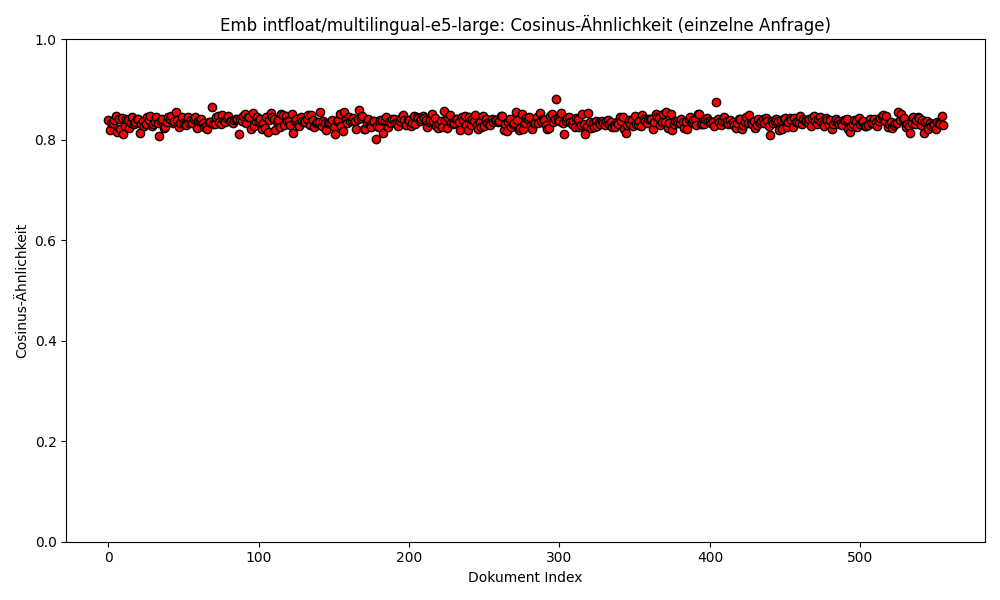 Emb intfloat/multilingual-e5-large: Cosinus-Ähnlichkeit (einzelne Anfrage)
1.0
0.8
0.6
0.4
0.2
0.0
Cosinus-Ähnlichkeit
0 100 200 300 400 500
Dokument Index